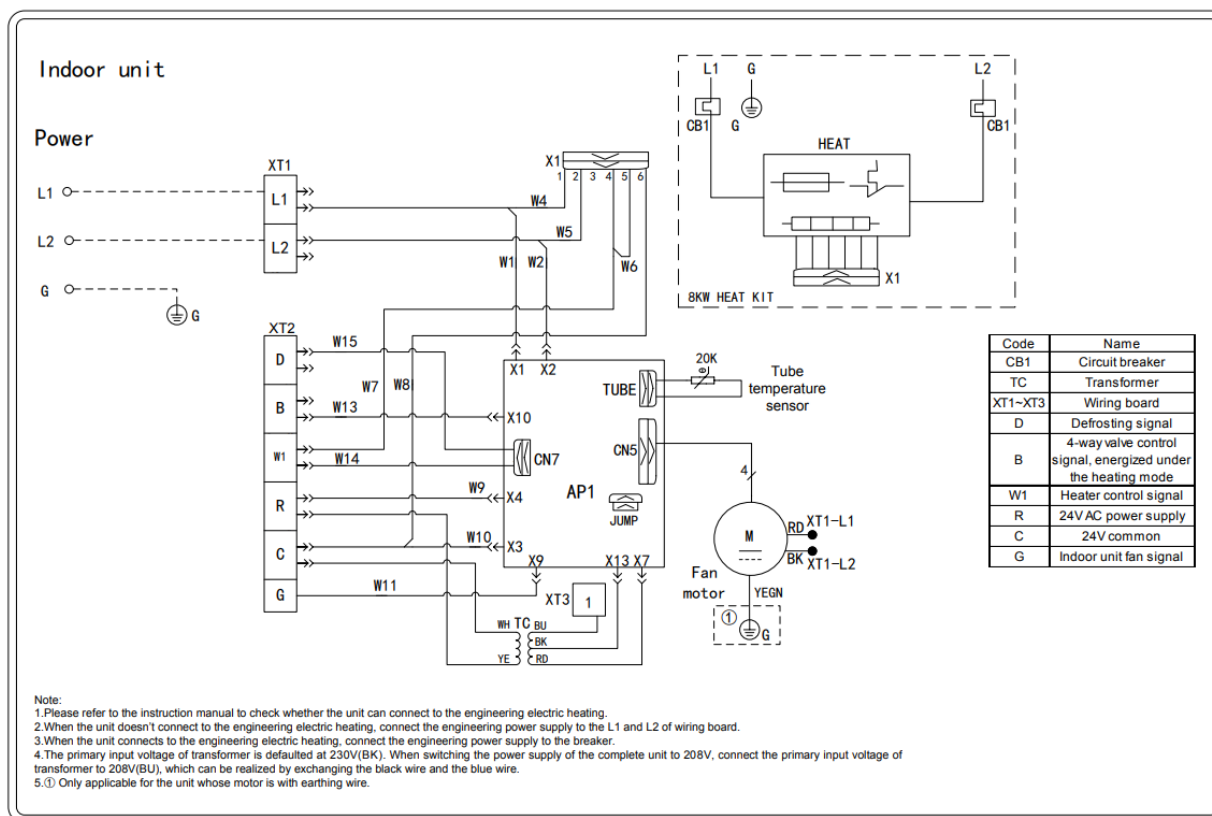 Indoor unit
Power
L1
L2
G
G
XT1
L1
L2
X1
1 2 3 4 5 6
W4
W5
W1
W2
W6
L1
G
L2
CB1
G
CB1
HEAT
X1
8KW HEAT KIT
XT2
D
B
W1
R
C
G
W15
W7
W8
W13
W14
W9
W10
W11
X1
X2
X10
CN7
X4
X3
X9
X13
X7
AP1
TUBE
CN5
JUMP
20K
Tube
temperature
sensor
4
M
RD
XT1-L1
BK
XT1-L2
Fan
motor
YEGN
①
G
XT3
1
WH
TC
BU
BK
YE
RD
Code Name
CB1 Circuit breaker
TC Transformer
XT1~XT3 Wiring board
D Defrosting signal
B 4-way valve control
signal, energized under
the heating mode
W1 Heater control signal
R 24V AC power supply
C 24V common
G Indoor unit fan signal
Note:
1.Please refer to the instruction manual to check whether the unit can connect to the engineering electric heating.
2.When the unit doesn't connect to the engineering electric heating, connect the engineering power supply to the L1 and L2 of wiring board.
3.When the unit connects to the engineering electric heating, connect the engineering power supply to the breaker.
4.The primary input voltage of transformer is defaulted at 230V(BK). When switching the power supply of the complete unit to 208V, connect the primary input voltage of
transformer to 208V(BU), which can be realized by exchanging the black wire and the blue wire.
5.① Only applicable for the unit whose motor is with earthing wire.